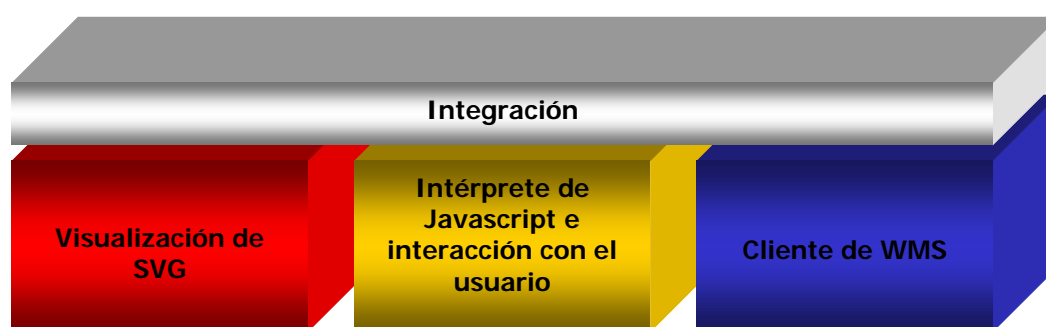 Integración
Visualización de
SVG
Intérprete de
Javascript e
interacción con el
usuario
Cliente de WMS